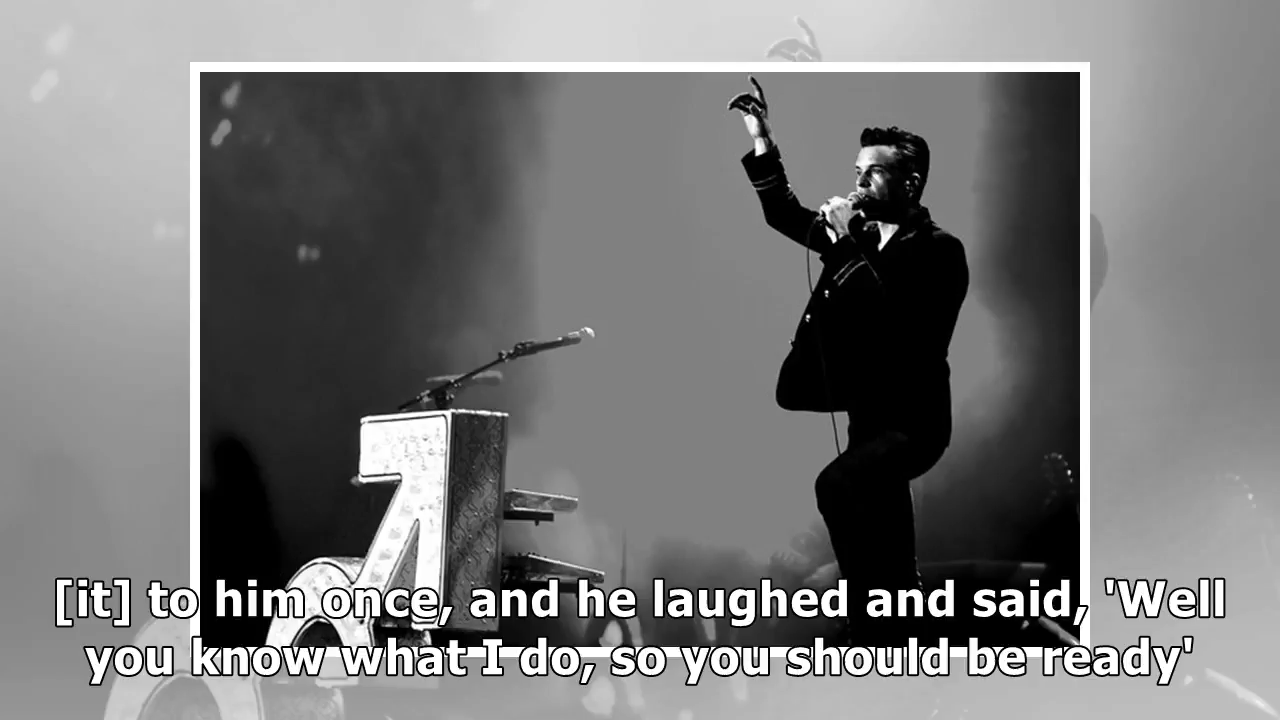 [it] to him once, and he laughed and said, 'Well
you know what I do, so you should be ready'